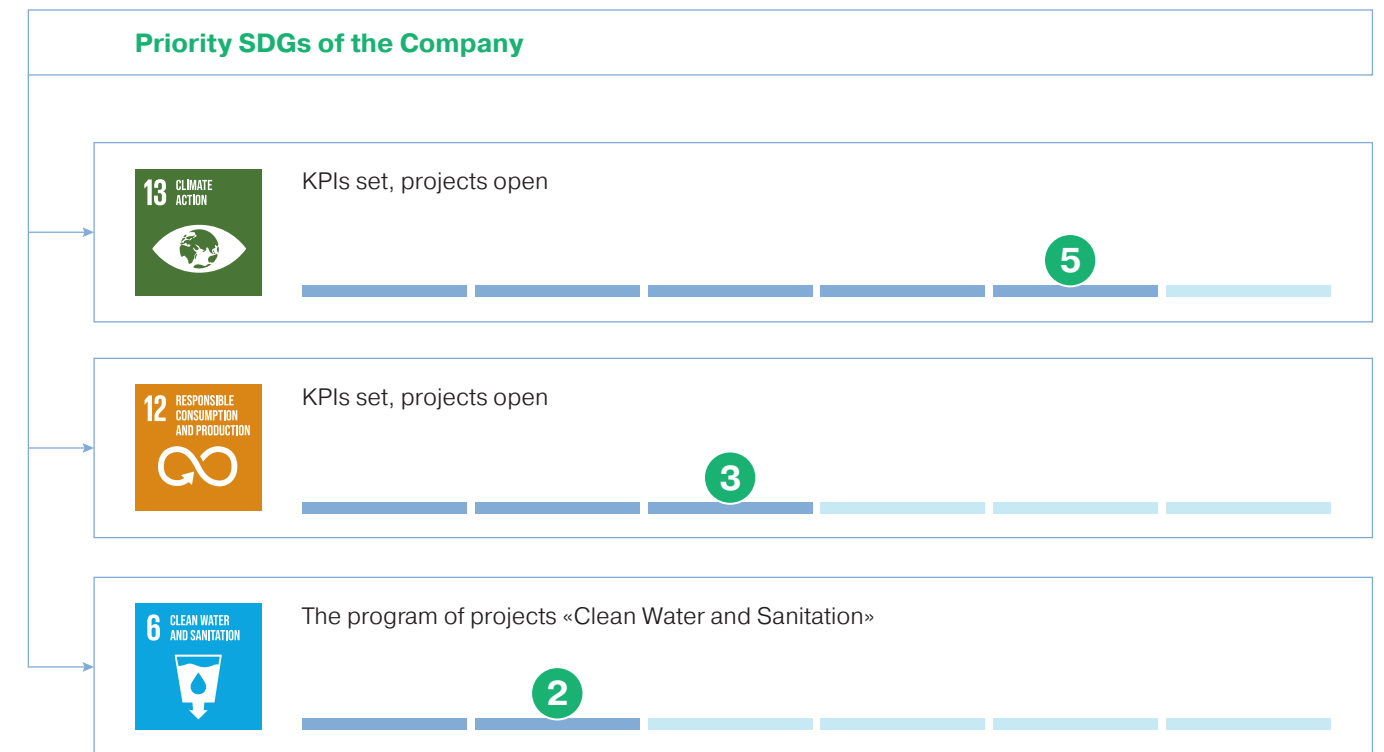 Priority SDGs of the Company
13 CLIMATE
ACTION
KPIs set, projects open
5
12 RESPONSIBLE
CONSUMPTION
AND PRODUCTION
KPIs set, projects open
3
6 CLEAN WATER
AND SANITATION
The program of projects «Clean Water and Sanitation»
2